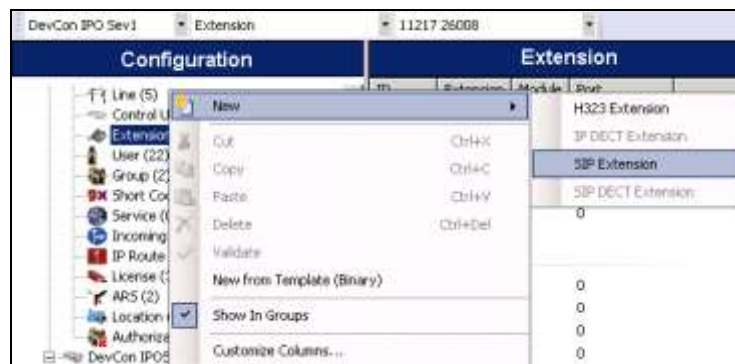 DevCon IPO Sev1 Extension 11217 26008
Configuration
Extension
Line (5)
Control U
Extension
User (22)
Group (2)
Short Co
Service (
Incoming
IP Route
License (
ARS (2)
Location (
Authoriz
DevCon IPOS
New
Cut Ctrl+X
Copy Ctrl+C
Paste Ctrl+V
Delete Ctrl+Del
Validate
New from Template (Binary)
Show In Groups
Customize Columns...
ID Extension Module Port
H323 Extension
IP DECT Extension
SIP Extension
SIP DECT Extension
0
0
0
0
0